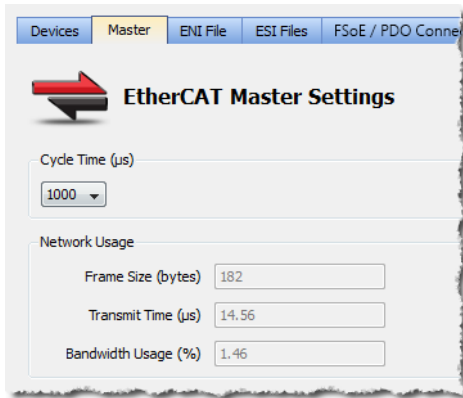 Devices Master ENI File ESI Files FSoE / PDO Conne
EtherCAT Master Settings
Cycle Time (µs)
1000
Network Usage
Frame Size (bytes) 182
Transmit Time (µs) 14.56
Bandwidth Usage (%) 1.46